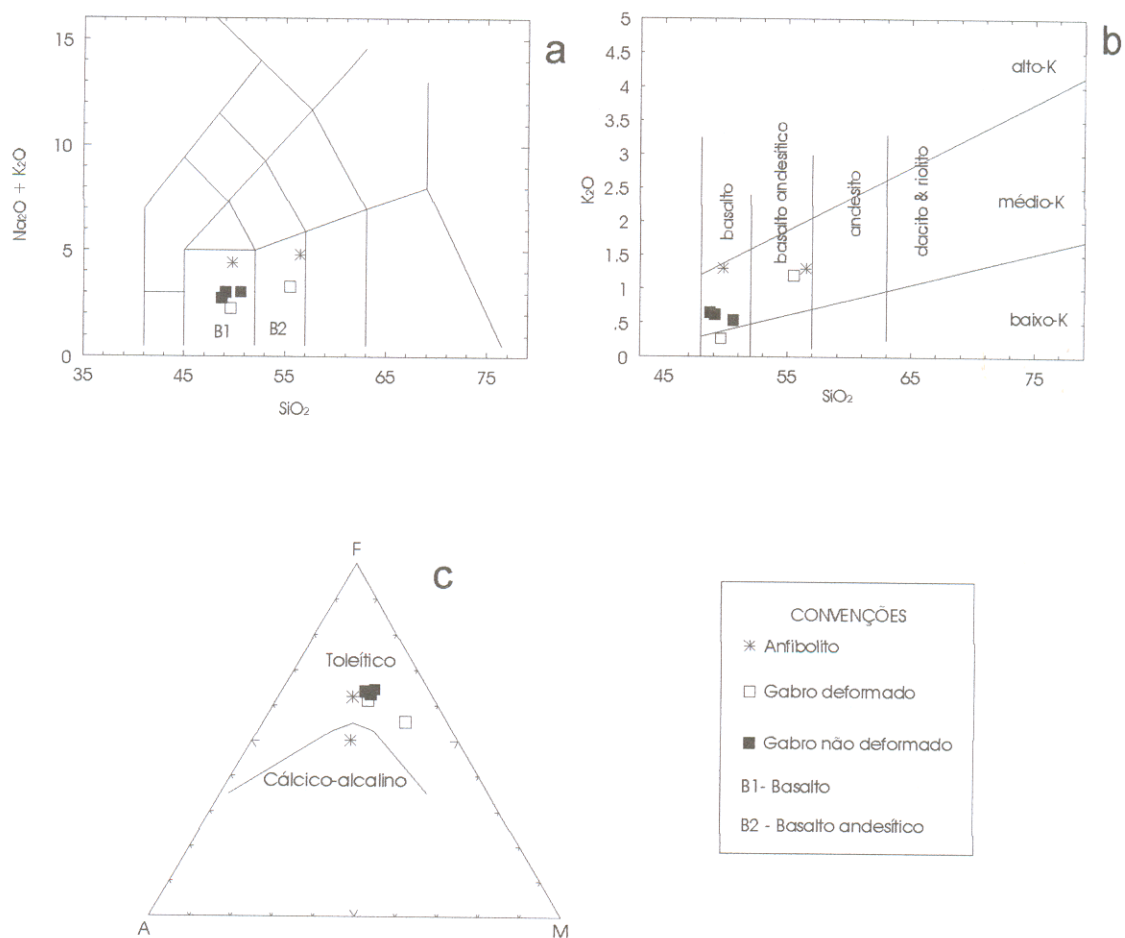 a
15
10
5
0
Na₂O + K₂O
B1
B2
35
45
55
65
75
SiO₂
b
5
4.5
4
3.5
3
2.5
2
1.5
1
.5
0
K₂O
alto-K
médio-K
baixo-K
basalto
basalto andesítico
andesito
dacito & riolito
45
55
65
75
SiO₂
c
F
Toleítico
Cálcico-alcalino
A
M
CONVENÇÕES
Anfibolito
Gabro deformado
Gabro não deformado
B1- Basalto
B2 - Basalto andesítico